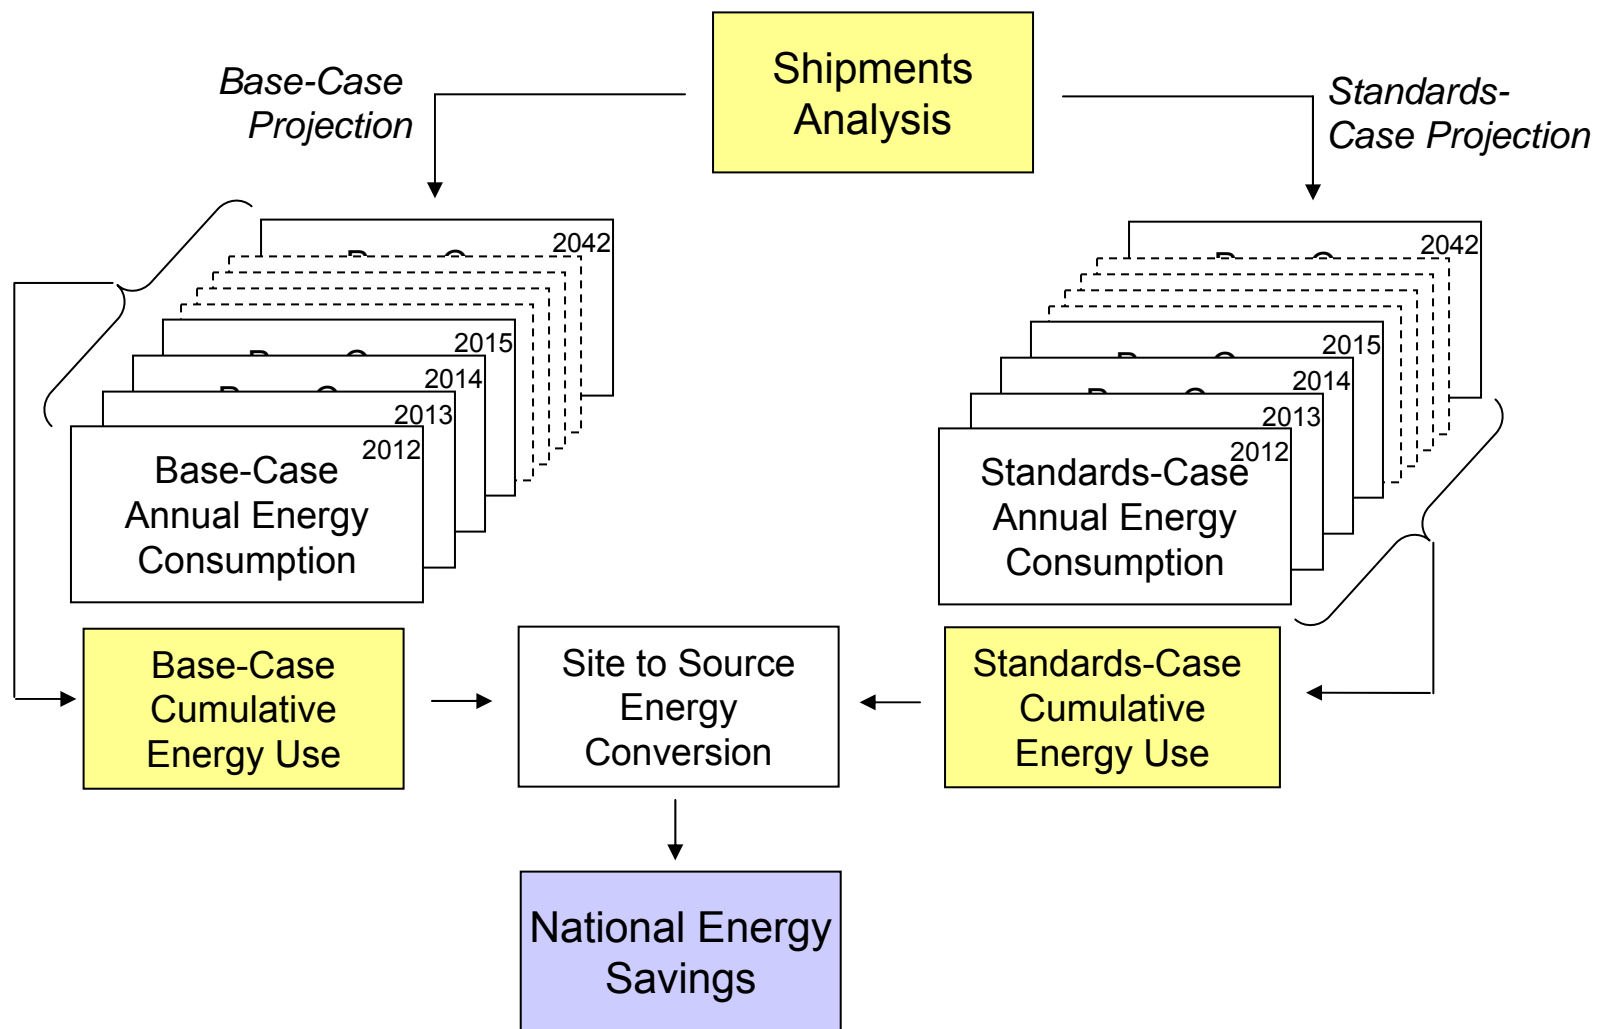 Shipments
Analysis
Base-Case
Projection
Standards-
Case Projection
2042
2015
2014
2013
2012
Base-Case
Annual Energy
Consumption
2042
2015
2014
2013
2012
Standards-Case
Annual Energy
Consumption
Base-Case
Cumulative
Energy Use
Site to Source
Energy
Conversion
Standards-Case
Cumulative
Energy Use
National Energy
Savings